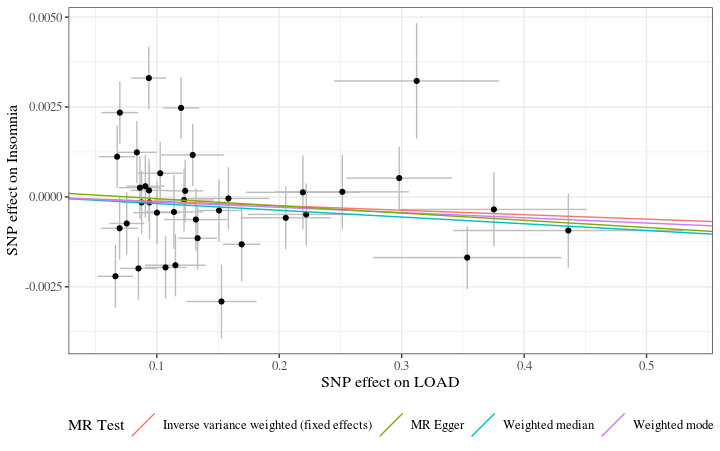 0.0050
0.0025
0.0000
-0.0025
SNP effect on Insomnia
0.1 0.2 0.3 0.4 0.5
SNP effect on LOAD
MR Test Inverse variance weighted (fixed effects) MR Egger Weighted median Weighted mode